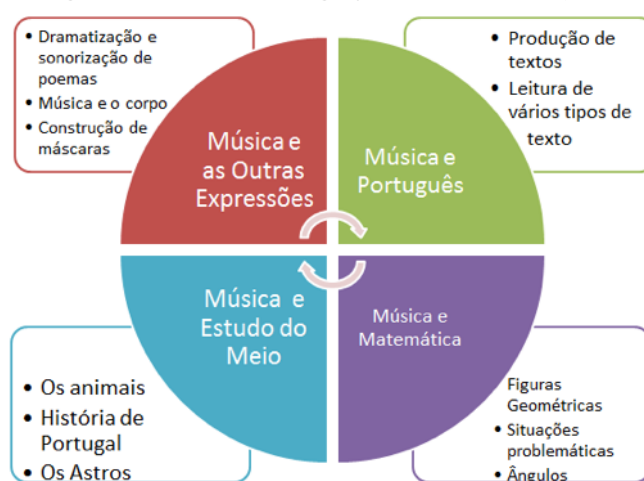 • Dramatização e
sonorização de
poemas
• Música e o corpo
• Construção de
máscaras
Música e
as Outras
Expressões
• Produção de
textos
• Leitura de
vários tipos de
texto
Música e
Português
Música e
Estudo do
Meio
• Os animais
• História de
Portugal
• Os Astros
Música e
Matemática
Figuras
Geométricas
• Situações
problemáticas
• Ângulos